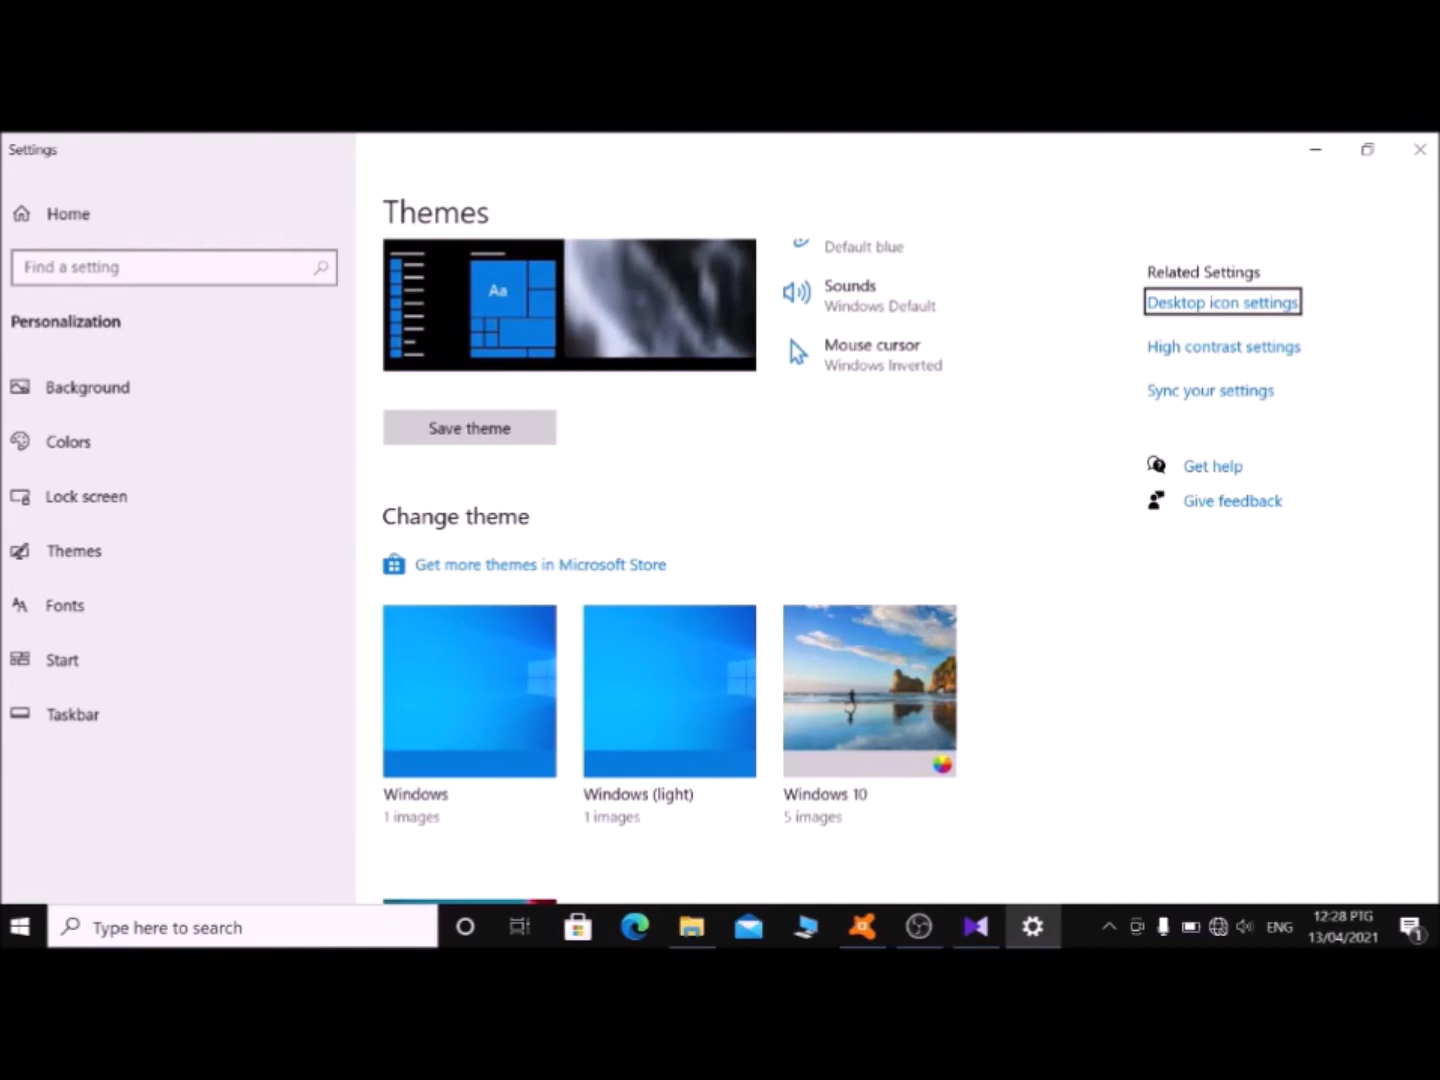 Settings
Home
Find a setting
Personalization
Background
Colors
Lock screen
Themes
Fonts
Start
Taskbar
Themes
Aa
Default blue
Sounds
Windows Default
Mouse cursor
Windows Inverted
Save theme
Change theme
Get more themes in Microsoft Store
Windows
1 images
Windows (light)
1 images
Windows 10
5 images
Related Settings
Desktop icon settings
High contrast settings
Sync your settings
Get help
Give feedback
Type here to search
ENG
12:28 PTG
13/04/2021
1